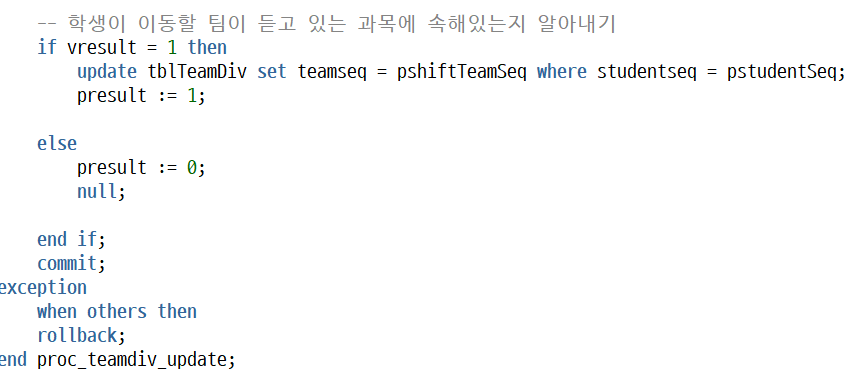 -- 학생이 이동할 팀이 듣고 있는 과목에 속해있는지 알아내기
if vresult = 1 then
update tblTeamDiv set teamseq = pshiftTeamSeq where studentseq = pstudentSeq;
presult := 1;
else
presult := 0;
null;
end if;
commit;
exception
when others then
rollback;
end proc_teamdiv_update;